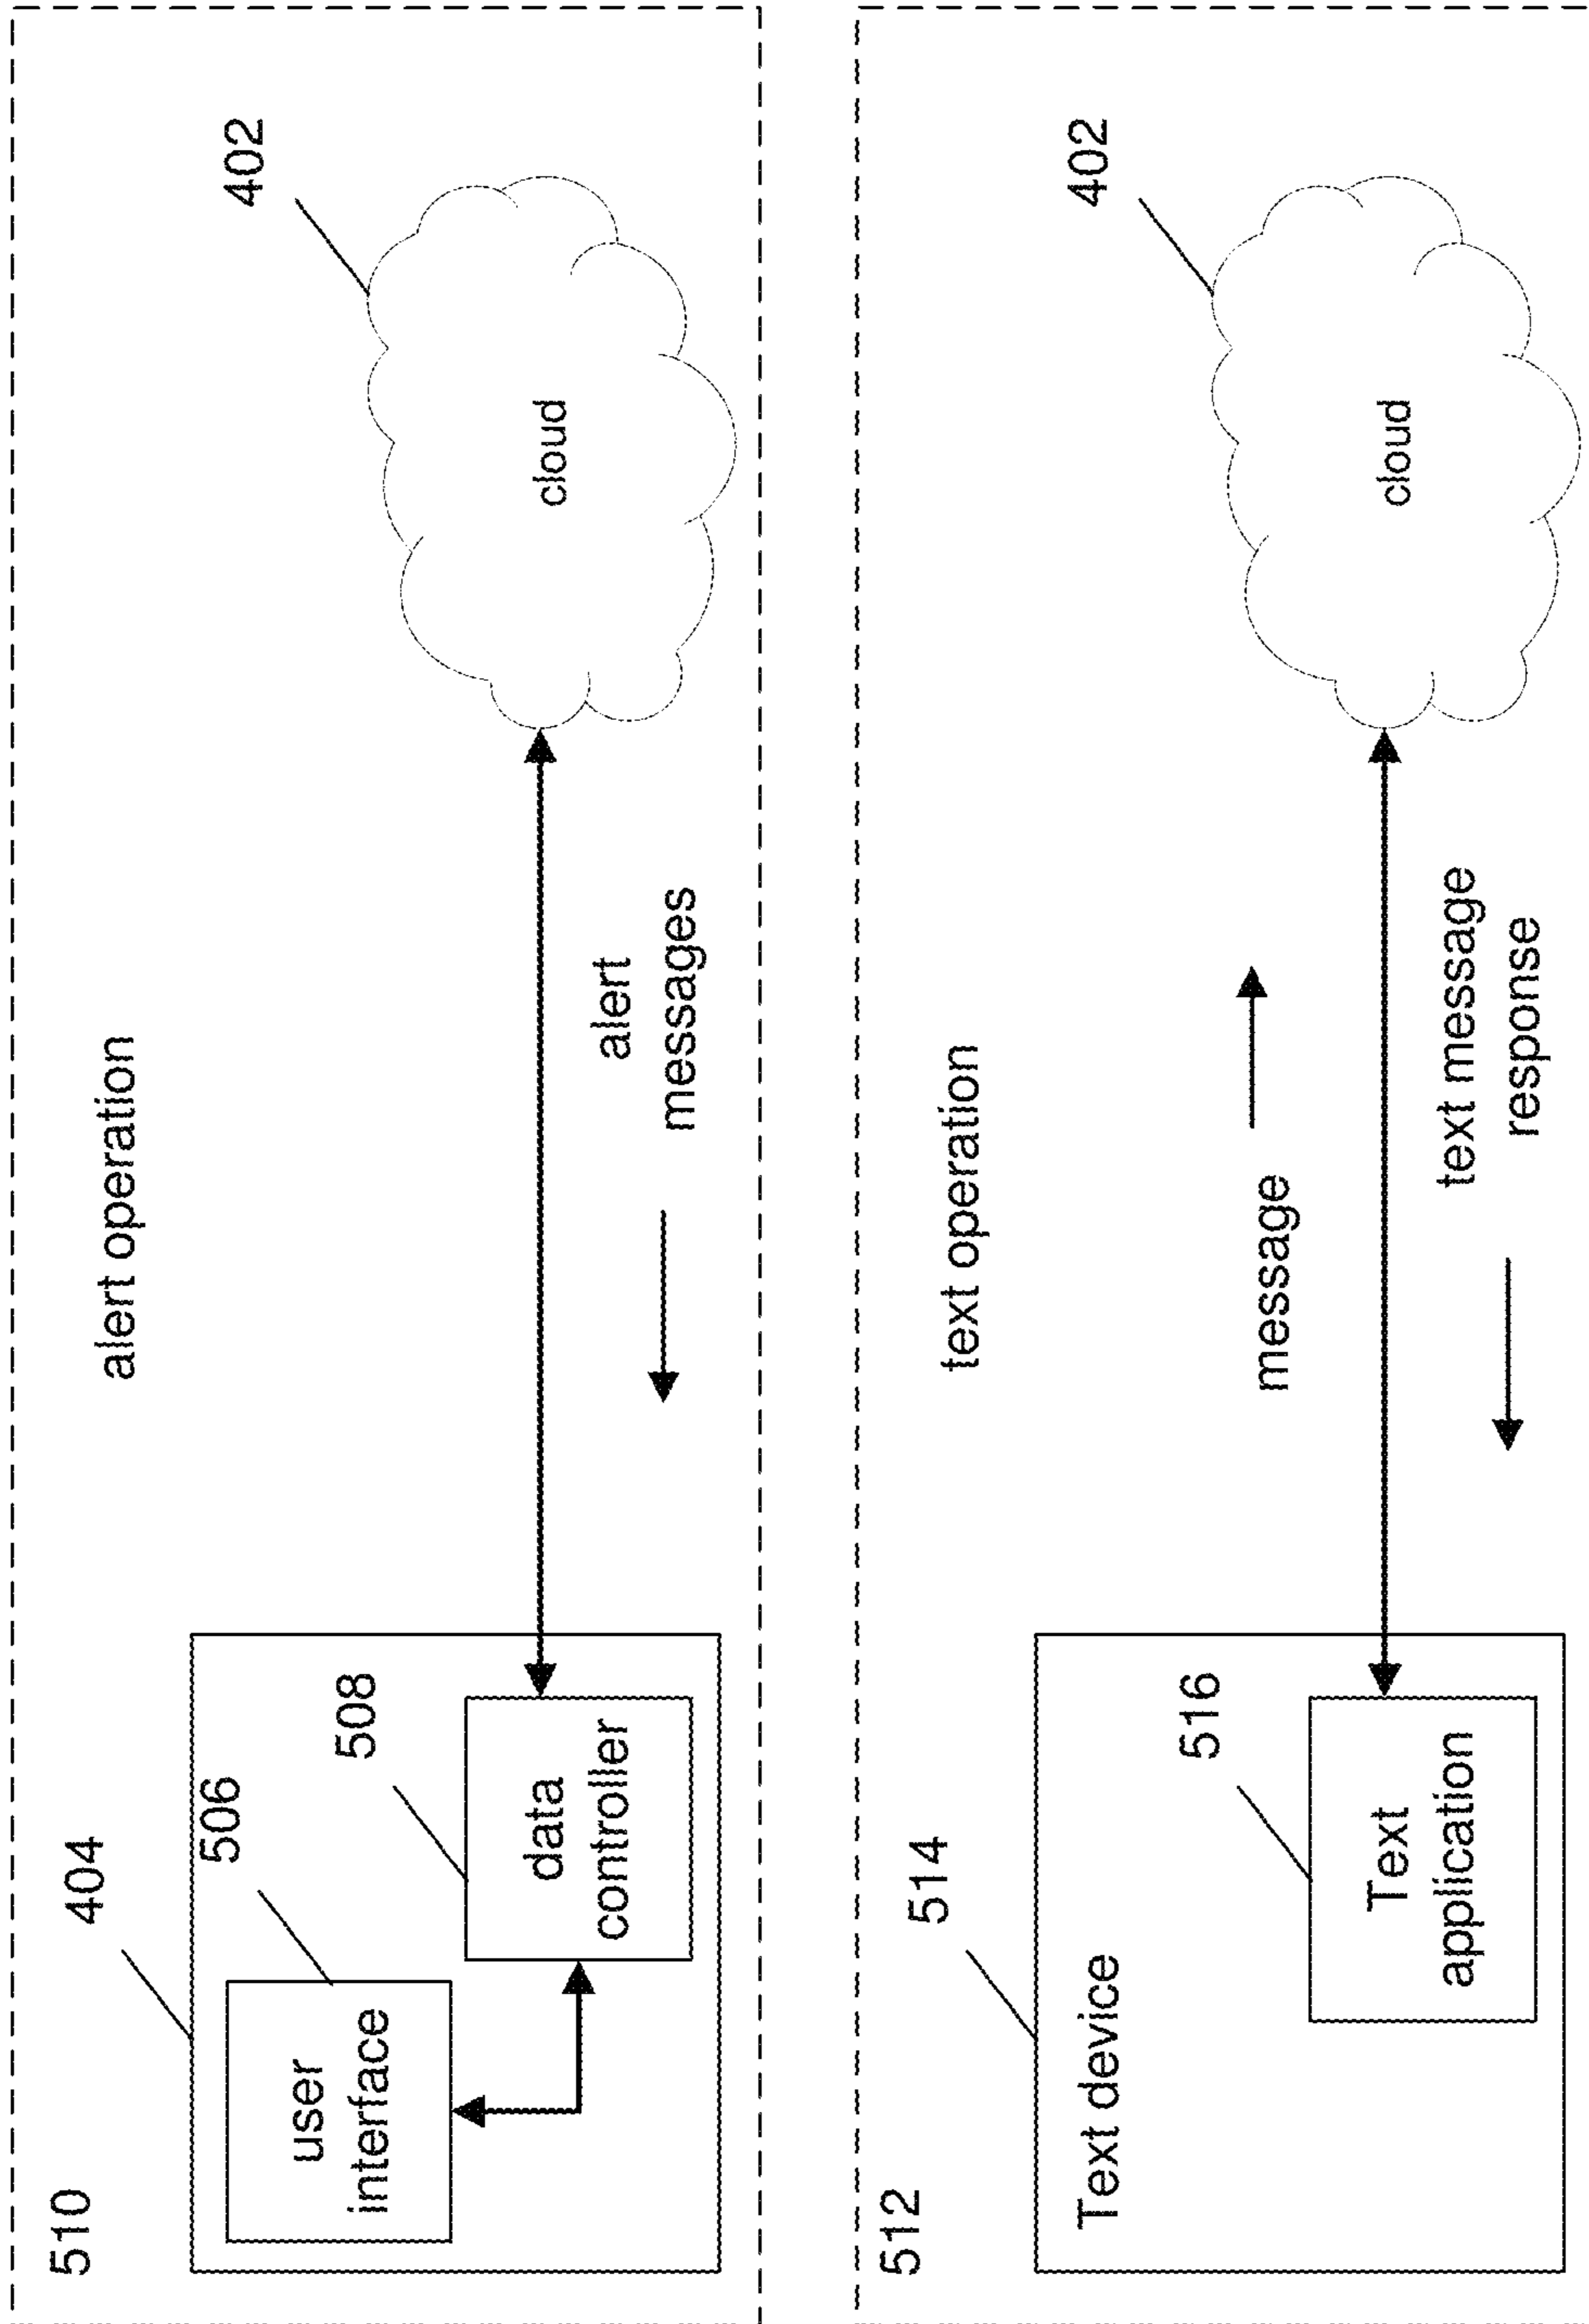 510
alert operation
404
506
user
interface
508
data
controller
alert
messages
402
cloud
512
text operation
514
Text device
516
Text
application
message
text message
response
402
cloud